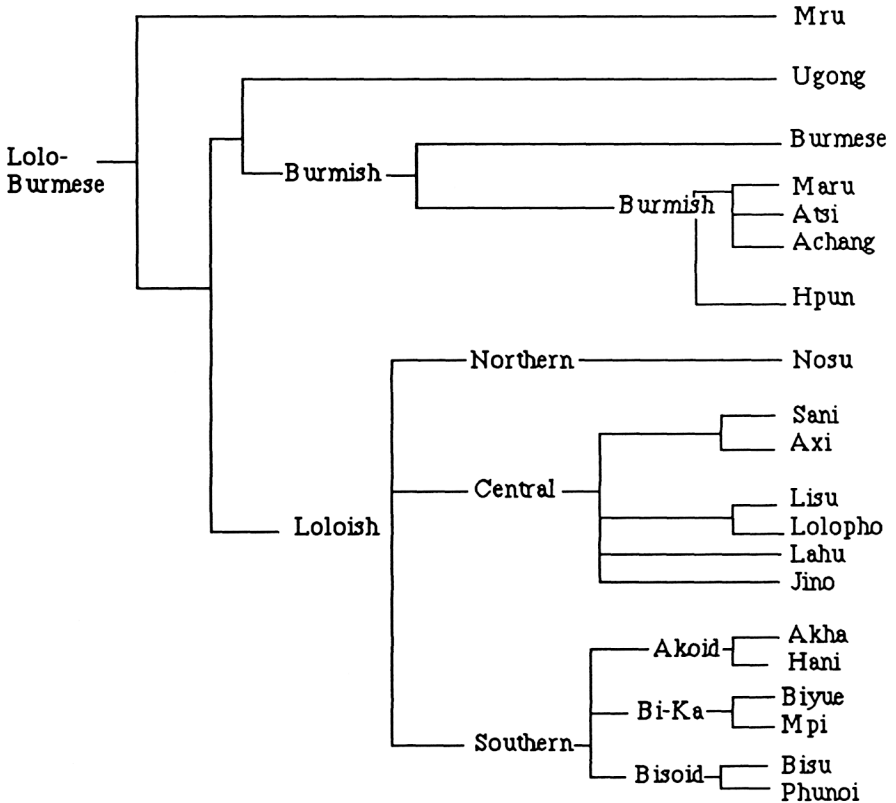 Mru
Ugong
Lolo-
Burmese
Burmish
Burmese
Burmish
Maru
Atsi
Achang
Hpun
Loloish
Northern
Nosu
Central
Sani
Axi
Lisu
Lolopho
Lahu
Jino
Southern
Akoid
Akha
Hani
Bi-Ka
Biyue
Mpi
Bisoid
Bisu
Phunoi